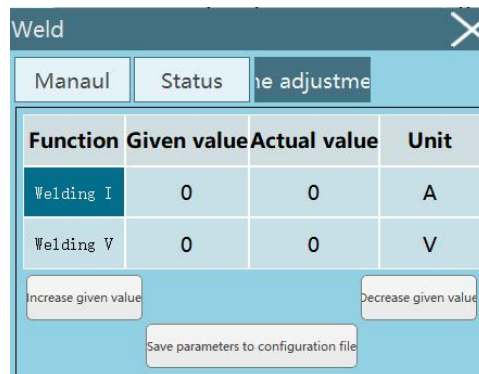 Weld
Manaul Status ne adjustme
Function Given value Actual value Unit
Welding I 0 0 A
Welding V 0 0 V
Increase given value Decrease given value
Save parameters to configuration file